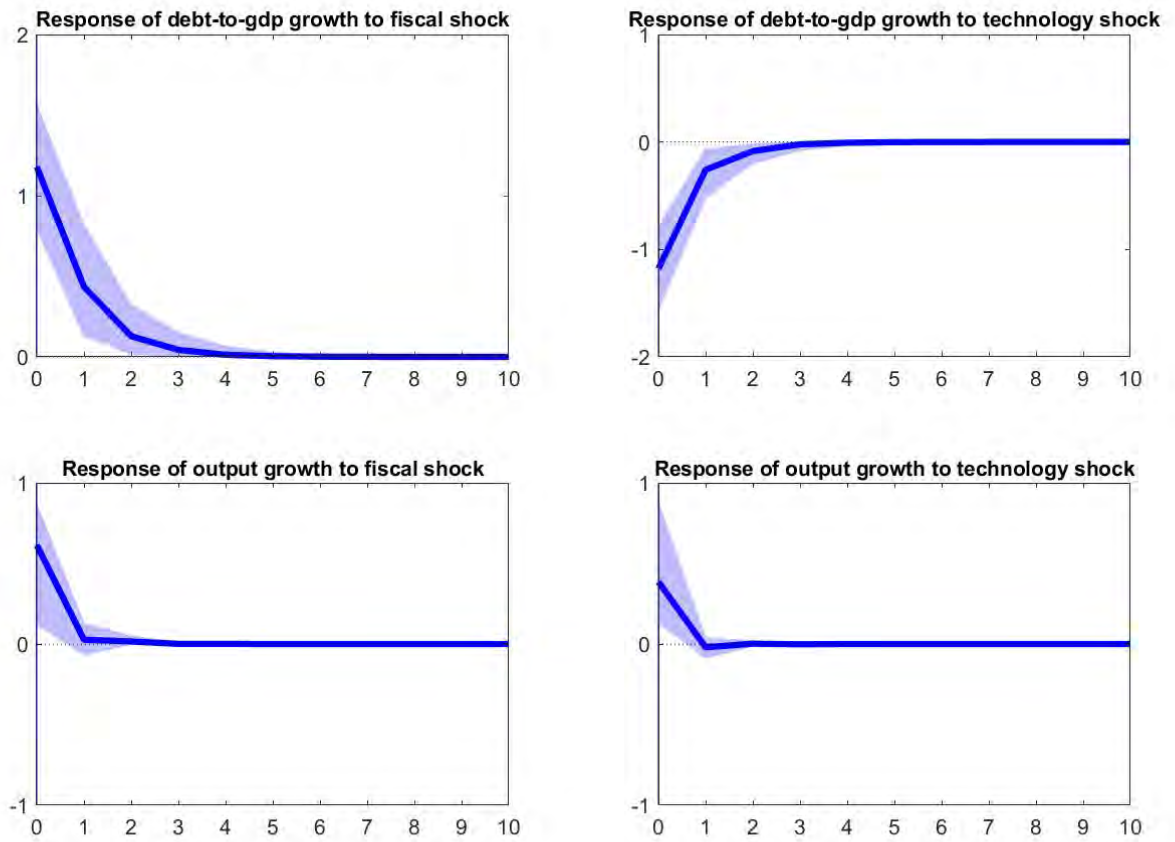 Response of debt-to-gdp growth to fiscal shock
2
1
0
0 1 2 3 4 5 6 7 8 9 10
Response of debt-to-gdp growth to technology shock
1
0
-1
-2
0 1 2 3 4 5 6 7 8 9 10
Response of output growth to fiscal shock
1
0
-1
0 1 2 3 4 5 6 7 8 9 10
Response of output growth to technology shock
1
0
-1
0 1 2 3 4 5 6 7 8 9 10